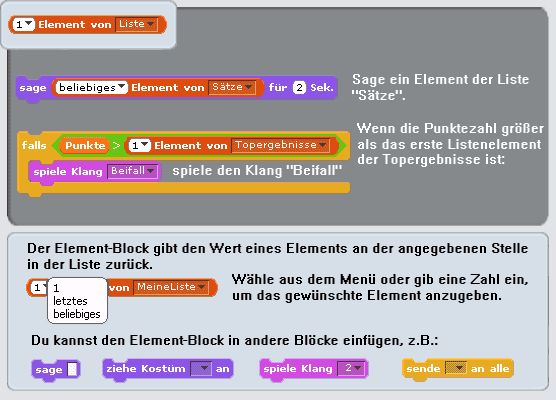 1 Element von Liste
sage beliebiges Element von Sätze für 2 Sek.
Sage ein Element der Liste
"Sätze".
falls Punkte > 1 Element von Topergebnisse
Wenn die Punktezahl größer
als das erste Listenelement
der Topergebnisse ist:
spiele Klang Beifall
spiele den Klang "Beifall"
Der Element-Block gibt den Wert eines Elements an der angegebenen Stelle
in der Liste zurück.
1 von MeineListe
1
letztes
beliebiges
Wähle aus dem Menü oder gib eine Zahl ein,
um das gewünschte Element anzugeben.
Du kannst den Element-Block in andere Blöcke einfügen, z.B.:
sage
ziehe Kostüm an
spiele Klang 2
sende an alle